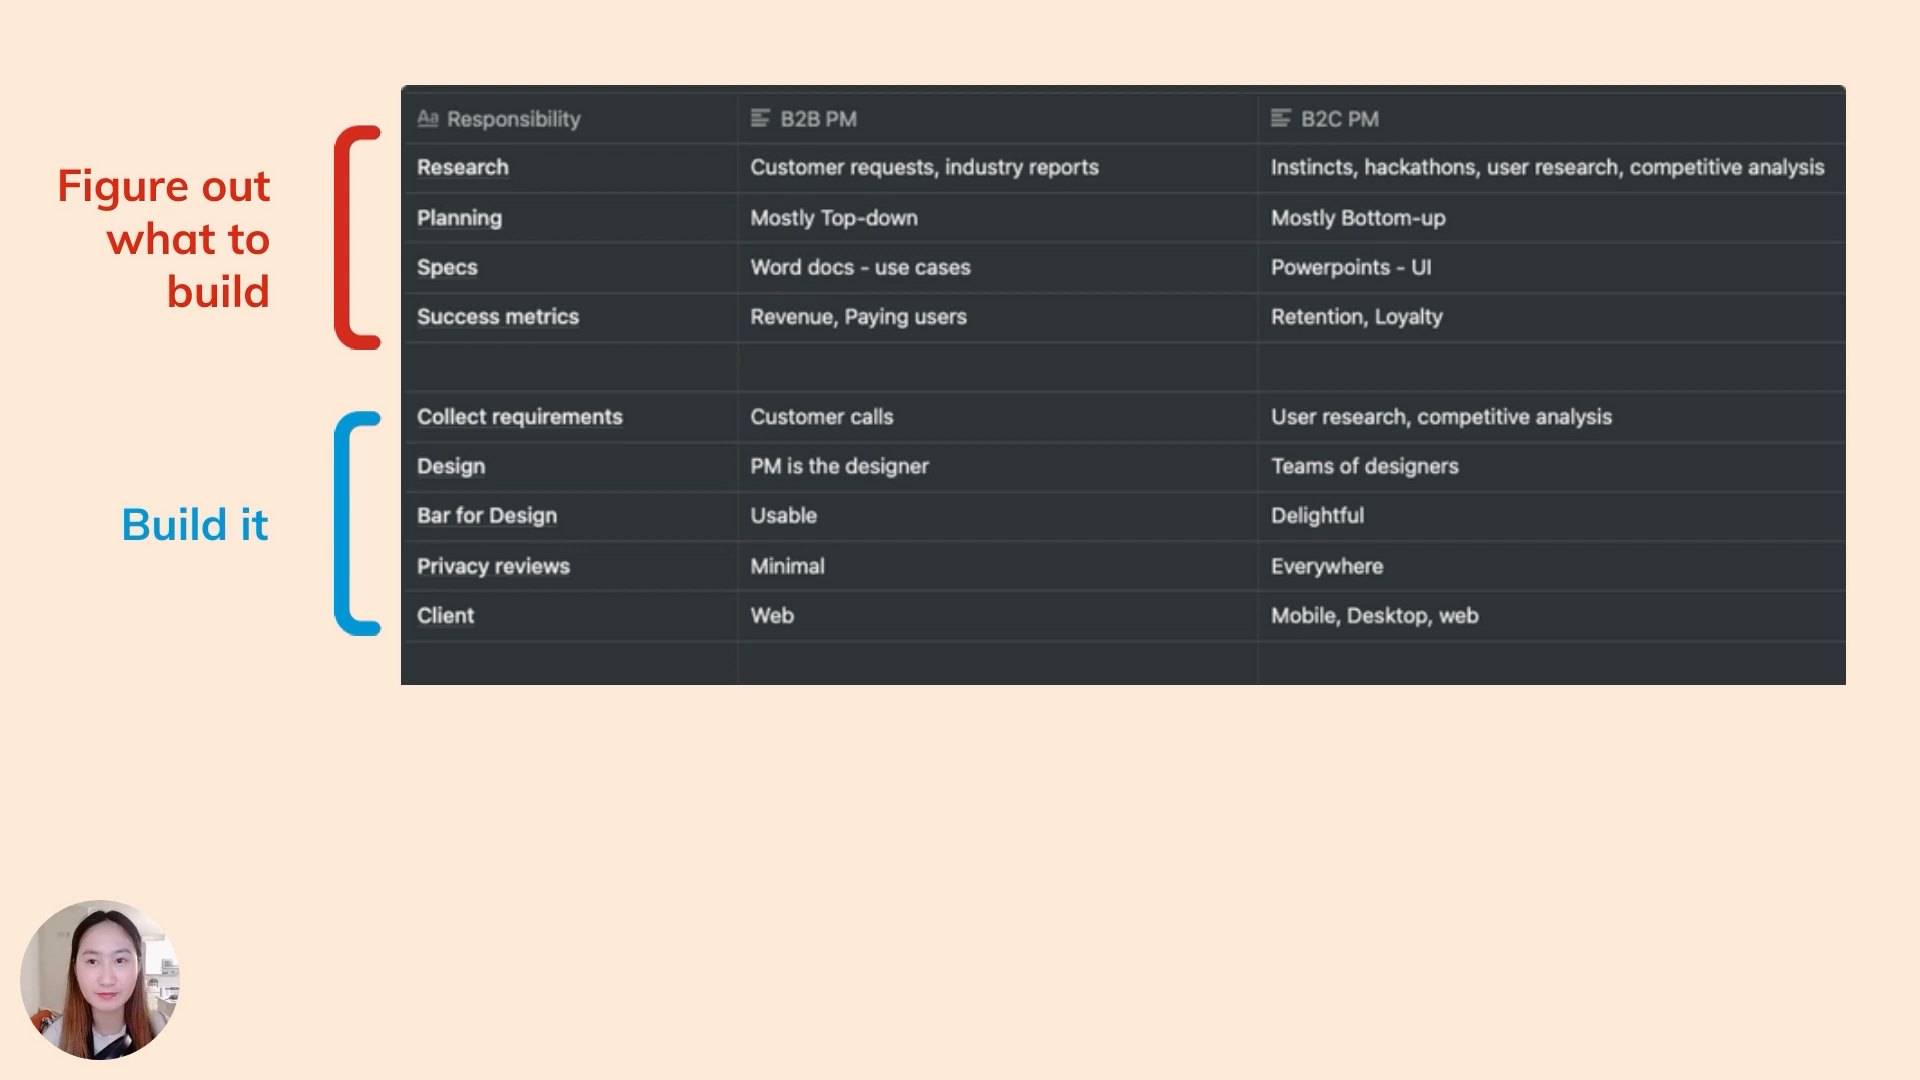 Figure out
what to
build
Build it
Aa Responsibility B2B PM B2C PM
Research Customer requests, industry reports Instincts, hackathons, user research, competitive analysis
Planning Mostly Top-down Mostly Bottom-up
Specs Word docs - use cases Powerpoints - UI
Success metrics Revenue, Paying users Retention, Loyalty
Collect requirements Customer calls User research, competitive analysis
Design PM is the designer Teams of designers
Bar for Design Usable Delightful
Privacy reviews Minimal Everywhere
Client Web Mobile, Desktop, web